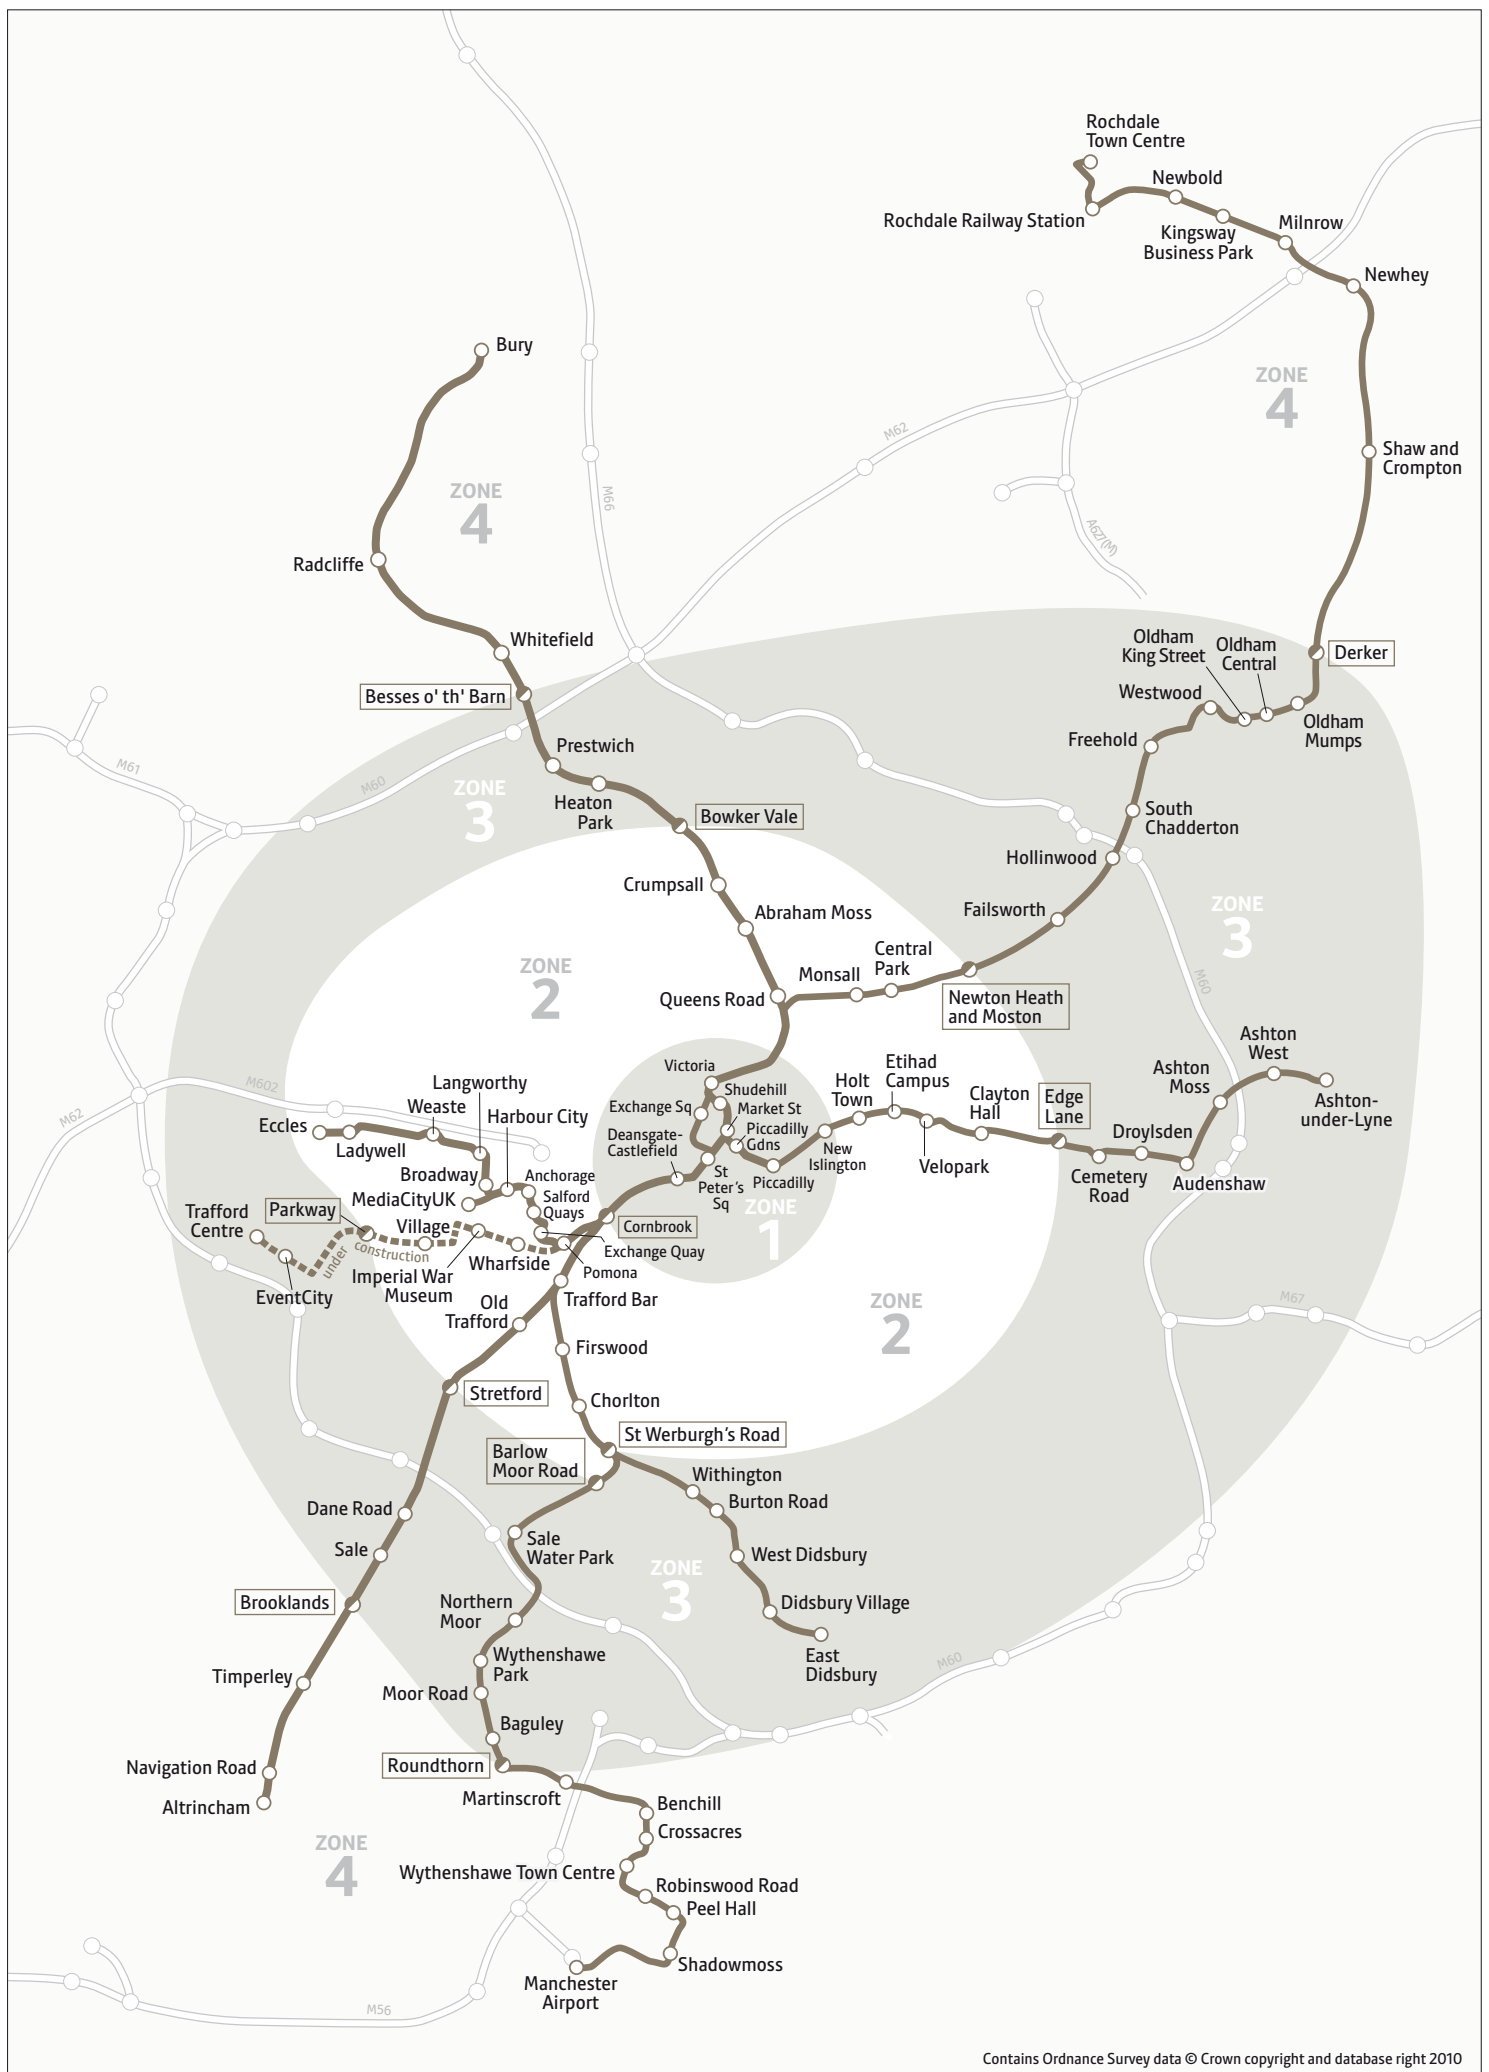 Rochdale
Town Centre
Newbold
Rochdale Railway Station
Kingsway
Business Park
Milnrow
Newhey
Bury
ZONE
4
M62
Shaw and
Crompton
ZONE
4
M66
A627(M)
Radcliffe
Whitefield
Besses o' th' Barn
Oldham
King Street
Oldham
Central
Derker
Westwood
Oldham
Mumps
Freehold
M61
M60
Prestwich
ZONE
3
Heaton
Park
Bowker Vale
South
Chadderton
Hollinwood
Crumpsall
Abraham Moss
Failsworth
ZONE
3
ZONE
2
Central
Park
Monsall
Queens Road
Newton Heath
and Moston
M60
Ashton
West
Ashton
Moss
Ashton-
under-Lyne
Victoria
Shudehill
Exchange Sq
Market St
Piccadilly
Gdns
Deansgate-
Castlefield
St
Peter's
Sq
Piccadilly
New
Islington
Holt
Town
Etihad
Campus
Velopark
Clayton
Hall
Edge
Lane
Cemetery
Road
Droylsden
Audenshaw
M602
M62
Langworthy
Weaste
Harbour City
Eccles
Ladywell
Broadway
Anchorage
MediaCityUK
Salford
Quays
Trafford
Centre
Parkway
Village
under
construction
Imperial War
Museum
Wharfside
EventCity
Cornbrook
Exchange Quay
Pomona
ZONE
1
Trafford Bar
Old
Trafford
ZONE
2
M67
Firswood
Stretford
Chorlton
St Werburgh's Road
Barlow
Moor Road
Withington
Burton Road
Dane Road
Sale
Sale
Water Park
West Didsbury
ZONE
3
Brooklands
Northern
Moor
Didsbury Village
East
Didsbury
Wythenshawe
Park
M60
Timperley
Moor Road
Baguley
Roundthorn
Navigation Road
Altrincham
Martinscroft
Benchill
Crossacres
ZONE
4
Wythenshawe Town Centre
Robinswood Road
Peel Hall
Shadowmoss
Manchester
Airport
M56
Contains Ordnance Survey data © Crown copyright and database right 2010